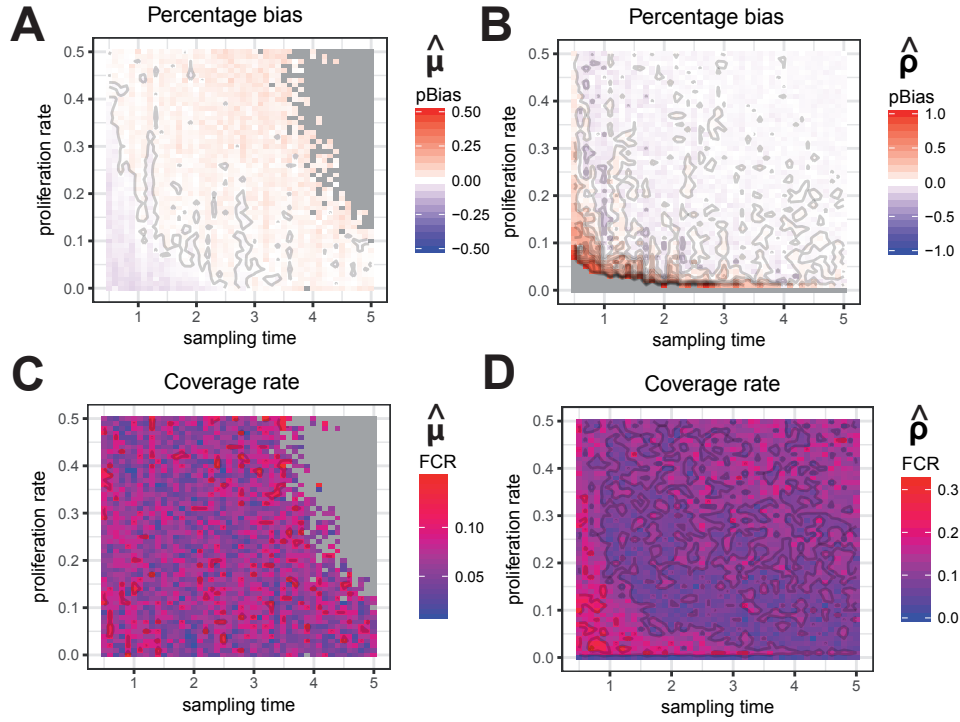 A
Percentage bias
μ̂
pBias
0.50
0.25
0.00
−0.25
−0.50
0.5
0.4
0.3
0.2
0.1
0.0
proliferation rate
1 2 3 4 5
sampling time
B
Percentage bias
ρ̂
pBias
1.0
0.5
0.0
−0.5
−1.0
0.5
0.4
0.3
0.2
0.1
0.0
proliferation rate
1 2 3 4 5
sampling time
C
Coverage rate
μ̂
FCR
0.10
0.05
0.5
0.4
0.3
0.2
0.1
0.0
proliferation rate
1 2 3 4 5
sampling time
D
Coverage rate
ρ̂
FCR
0.3
0.2
0.1
0.0
0.5
0.4
0.3
0.2
0.1
0.0
proliferation rate
1 2 3 4 5
sampling time